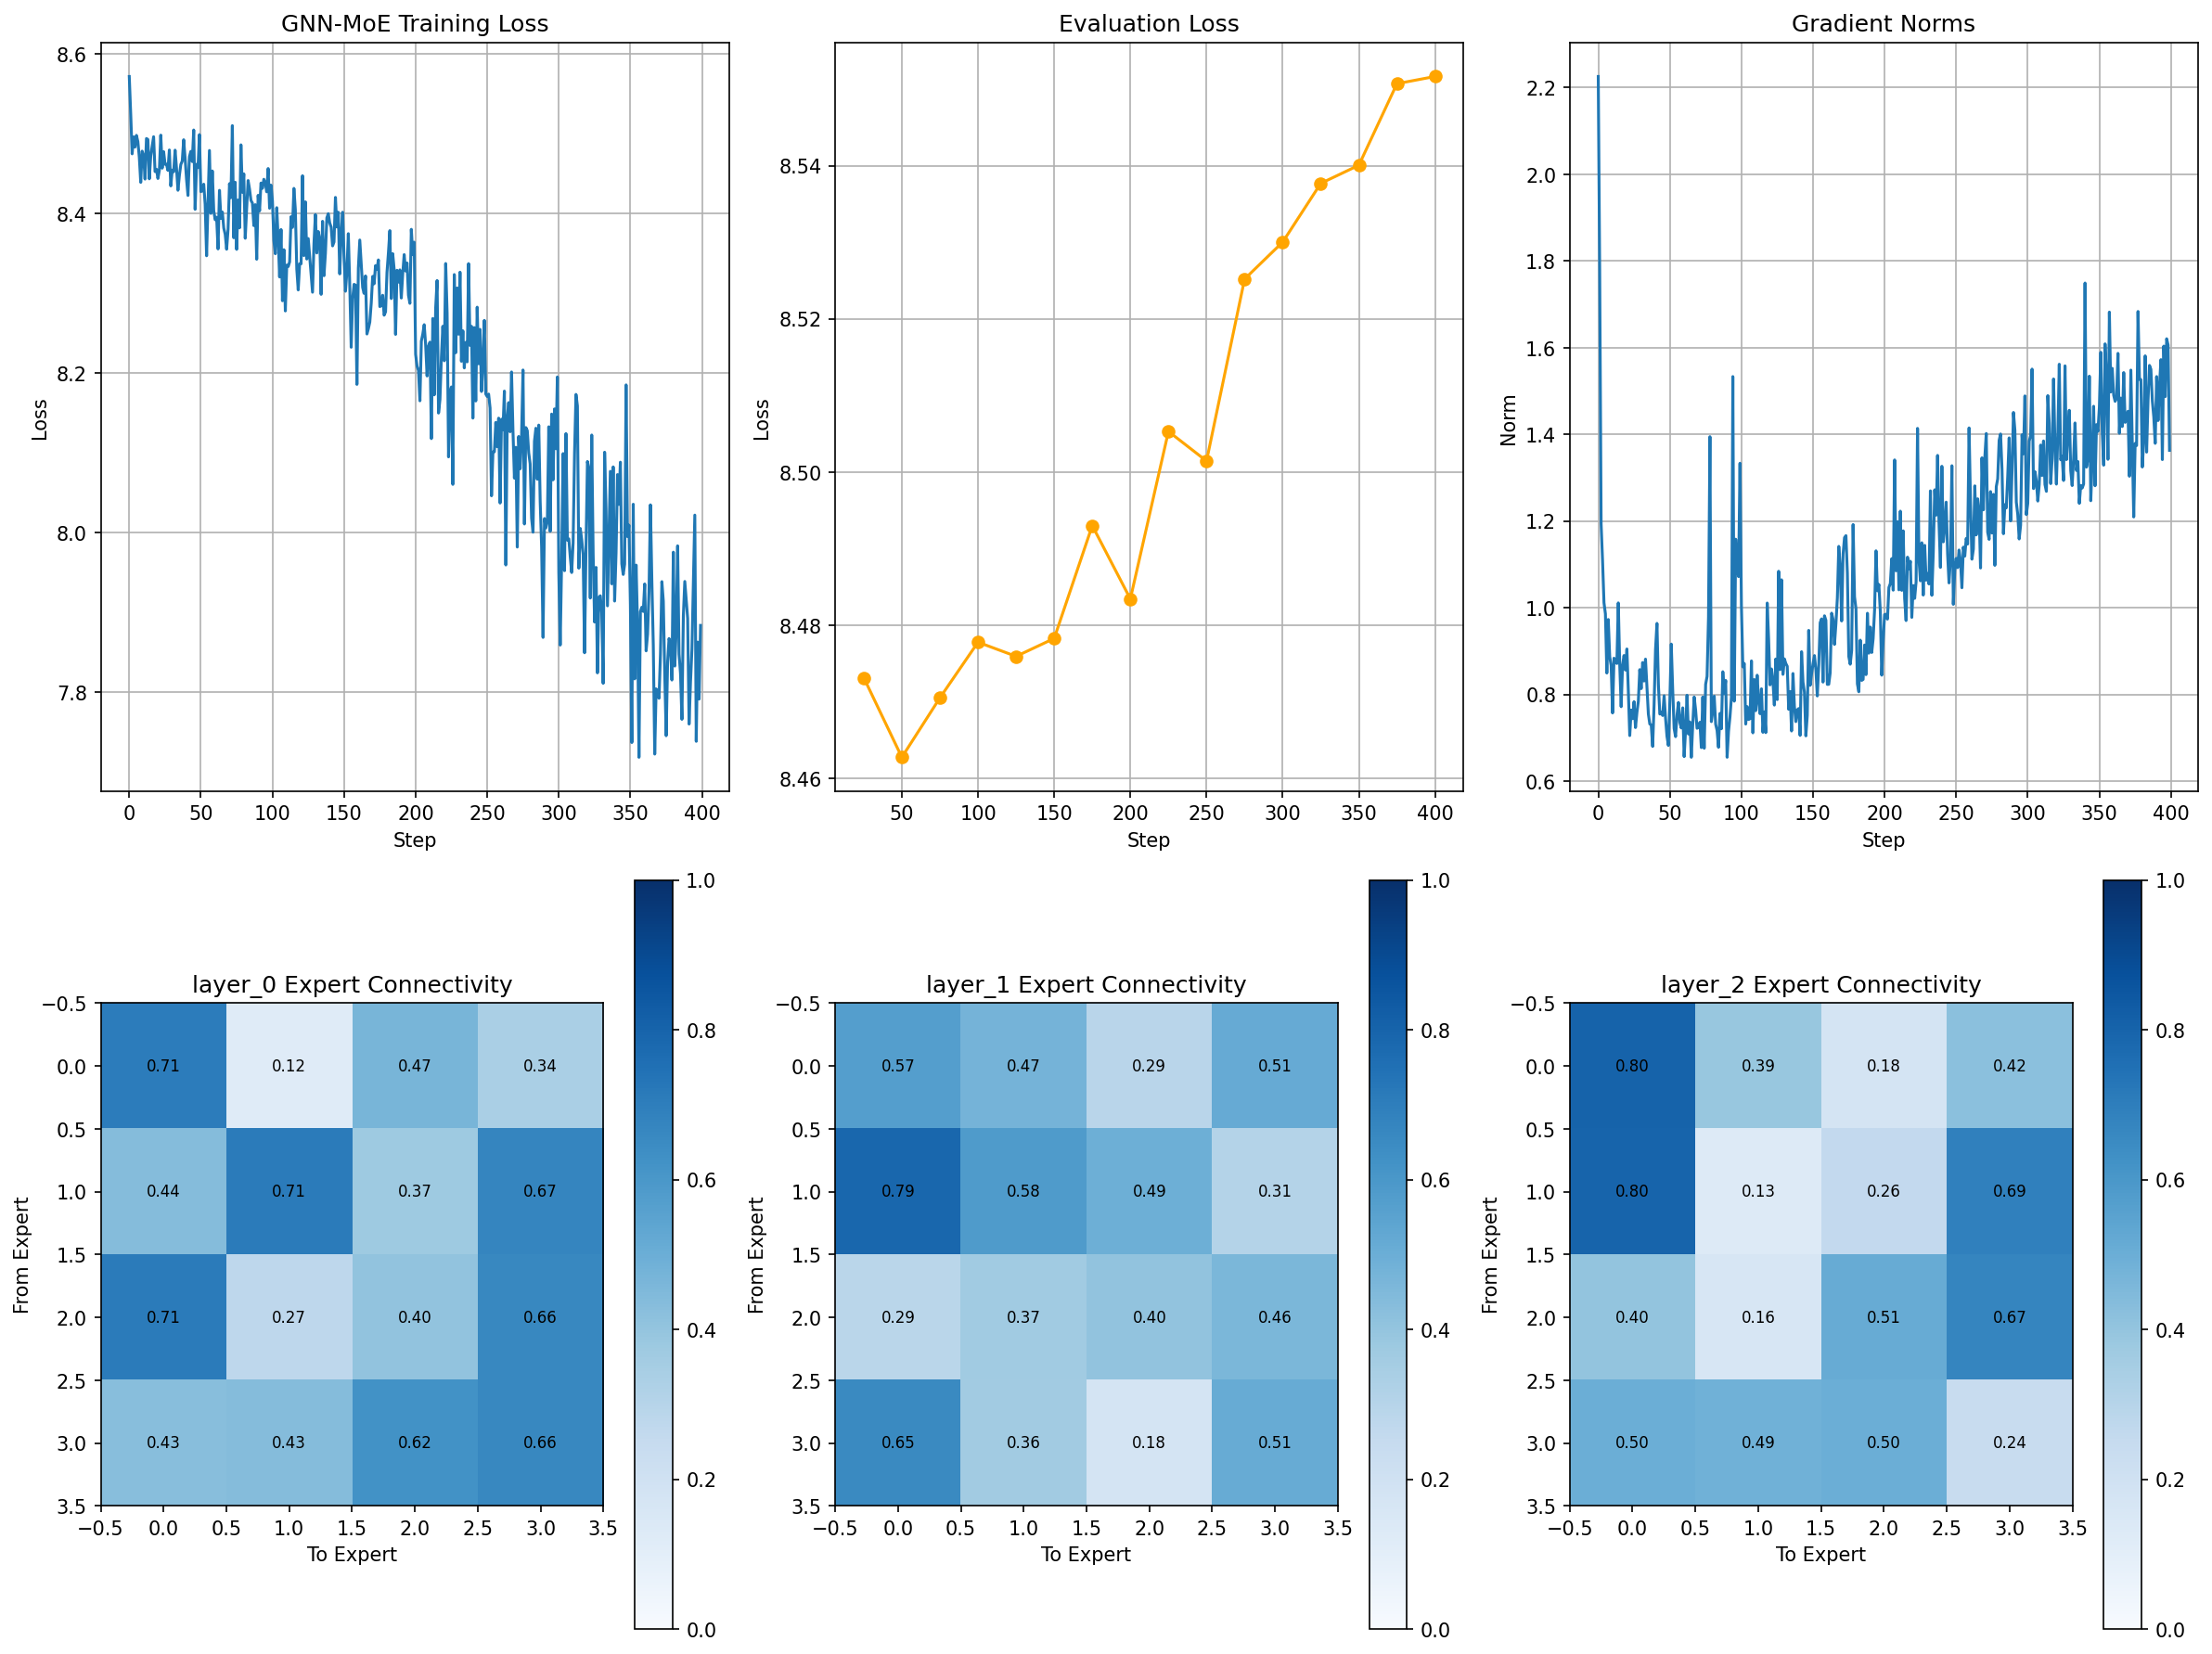 GNN-MoE Training Loss
Loss
8.6
8.4
8.2
8.0
7.8
0 50 100 150 200 250 300 350 400
Step
Evaluation Loss
Loss
8.54
8.52
8.50
8.48
8.46
50 100 150 200 250 300 350 400
Step
Gradient Norms
Norm
2.2
2.0
1.8
1.6
1.4
1.2
1.0
0.8
0.6
0 50 100 150 200 250 300 350 400
Step
layer_0 Expert Connectivity
From Expert
−0.5
0.0
0.5
1.0
1.5
2.0
2.5
3.0
3.5
0.71 0.12 0.47 0.34
0.44 0.71 0.37 0.67
0.71 0.27 0.40 0.66
0.43 0.43 0.62 0.66
−0.5 0.0 0.5 1.0 1.5 2.0 2.5 3.0 3.5
To Expert
1.0
0.8
0.6
0.4
0.2
0.0
layer_1 Expert Connectivity
From Expert
−0.5
0.0
0.5
1.0
1.5
2.0
2.5
3.0
3.5
0.57 0.47 0.29 0.51
0.79 0.58 0.49 0.31
0.29 0.37 0.40 0.46
0.65 0.36 0.18 0.51
−0.5 0.0 0.5 1.0 1.5 2.0 2.5 3.0 3.5
To Expert
1.0
0.8
0.6
0.4
0.2
0.0
layer_2 Expert Connectivity
From Expert
−0.5
0.0
0.5
1.0
1.5
2.0
2.5
3.0
3.5
0.80 0.39 0.18 0.42
0.80 0.13 0.26 0.69
0.40 0.16 0.51 0.67
0.50 0.49 0.50 0.24
−0.5 0.0 0.5 1.0 1.5 2.0 2.5 3.0 3.5
To Expert
1.0
0.8
0.6
0.4
0.2
0.0